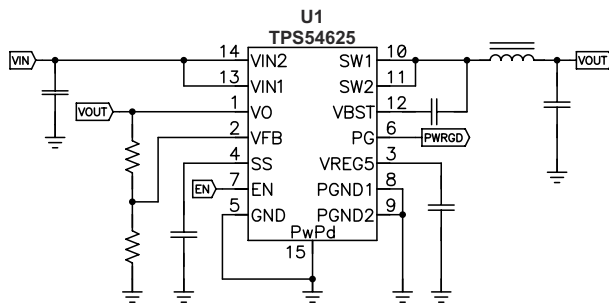 U1
TPS54625
VIN
14 VIN2 SW1 10
13 VIN1 SW2 11
VOUT
1 VO VBST 12
VOUT
2 VFB PG 6 PWRGD
4 SS VREG5 3
EN 7 EN PGND1 8
5 GND PGND2 9
PwPd
15